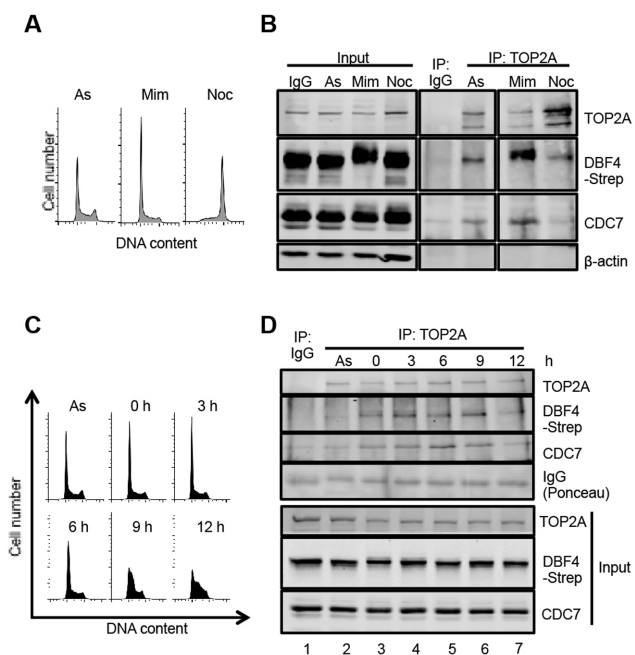 A
As Mim Noc
Cell number
DNA content
B
Input IP: IgG IP: TOP2A
IgG As Mim Noc As Mim Noc
TOP2A
DBF4
-Strep
CDC7
β-actin
C
As 0 h 3 h
6 h 9 h 12 h
Cell number
DNA content
D
IP: IgG IP: TOP2A
As 0 3 6 9 12 h
TOP2A
DBF4
-Strep
CDC7
IgG
(Ponceau)
TOP2A
DBF4
-Strep
CDC7
Input
1 2 3 4 5 6 7